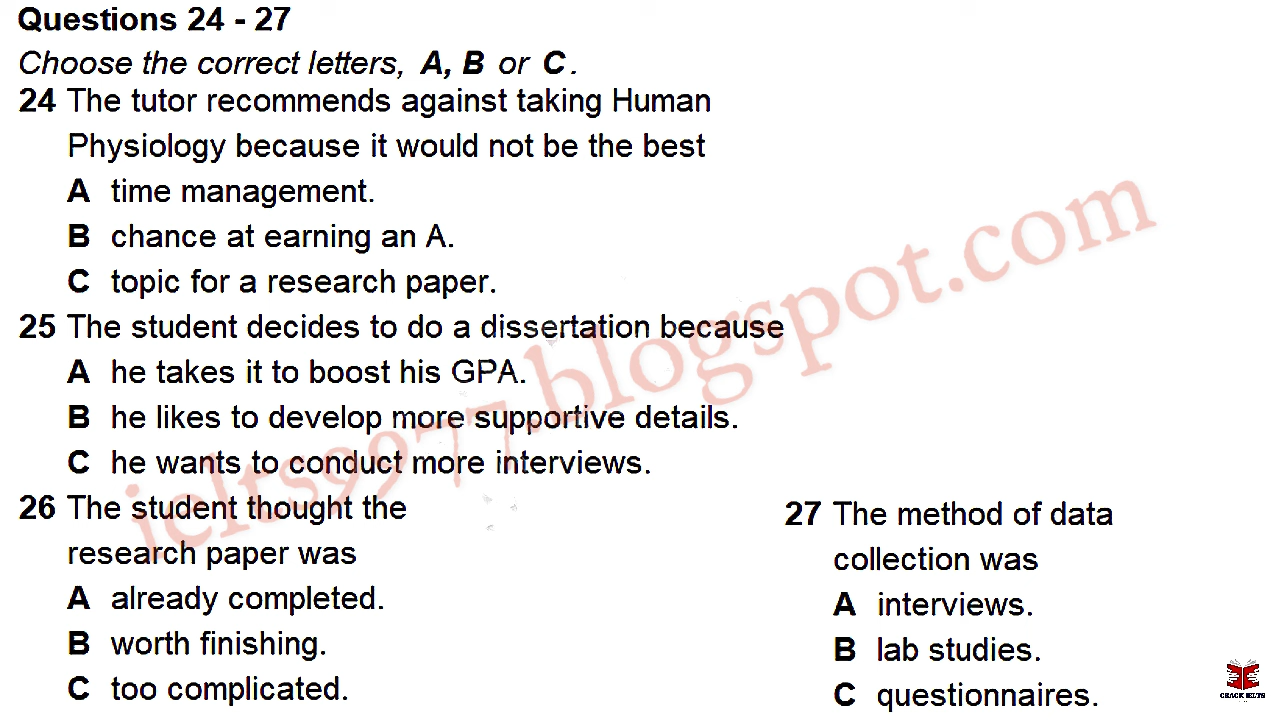 Questions 24 - 27
Choose the correct letters, A, B or C.
24 The tutor recommends against taking Human
Physiology because it would not be the best
A time management.
B chance at earning an A.
C topic for a research paper.
25 The student decides to do a dissertation because
A he takes it to boost his GPA.
B he likes to develop more supportive details.
C he wants to conduct more interviews.
26 The student thought the
research paper was
A already completed.
B worth finishing.
C too complicated.
27 The method of data
collection was
A interviews.
B lab studies.
C questionnaires.
ielts9977.blogspot.com
CRACK IELTS